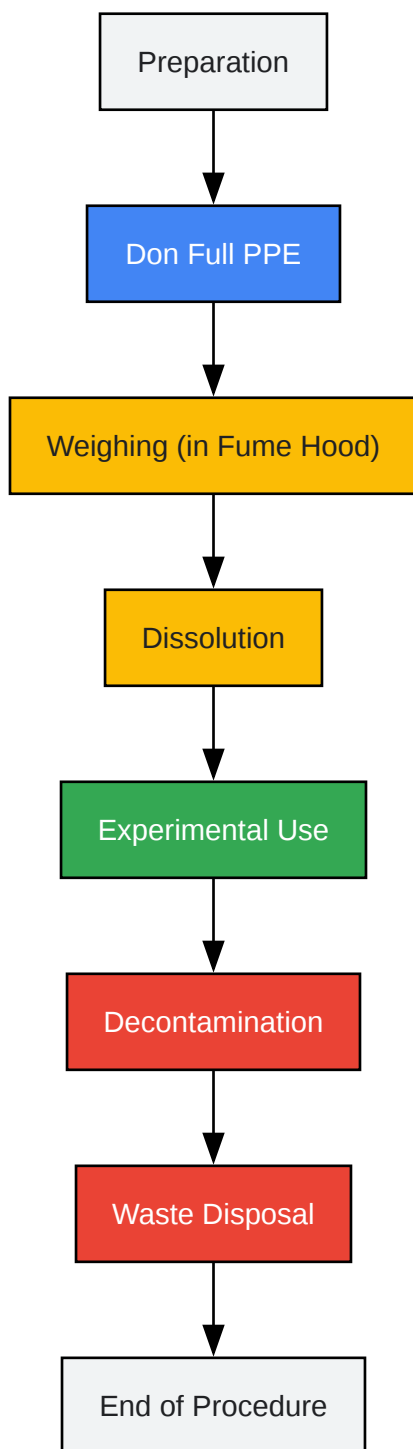 Preparation
Don Full PPE
Weighing (in Fume Hood)
Dissolution
Experimental Use
Decontamination
Waste Disposal
End of Procedure